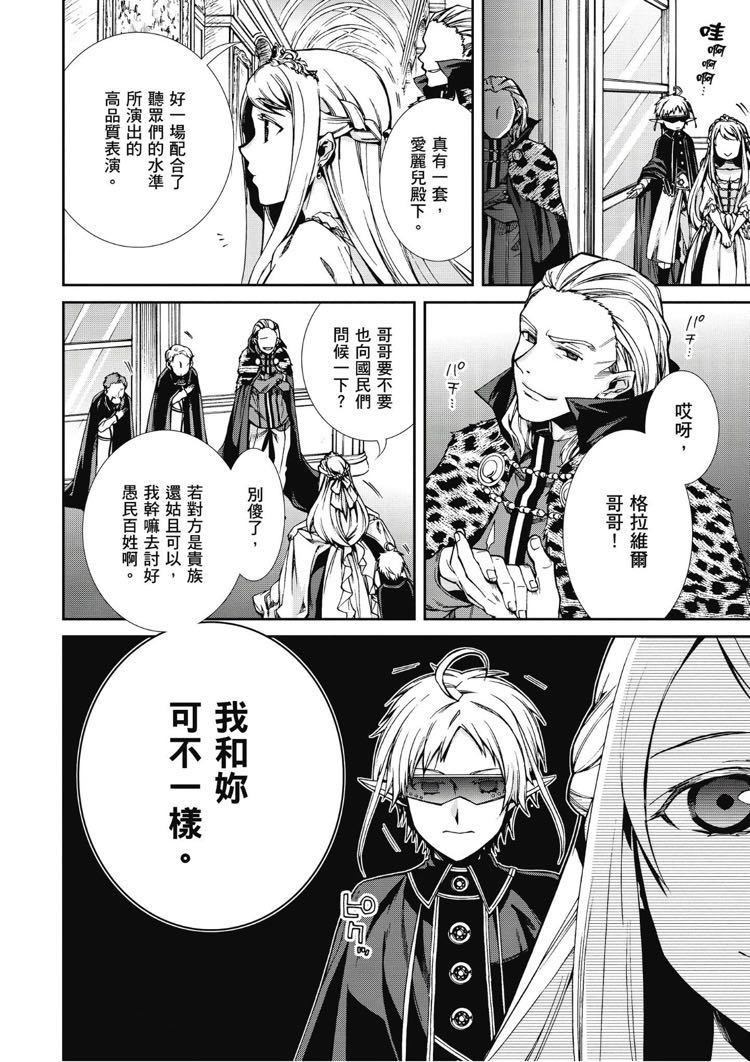 哇啊啊啊…
真有一套，
愛麗兒殿下。
好一場配合了
聽眾們的水準
所演出的
高品質表演。
パチ…
パチ…
哎呀，
格拉維爾
哥哥！
哥哥要不要
也向國民們
問候一下？
別傻了，
若對方是貴族
還姑且可以，
我幹嘛去討好
愚民百姓啊。
我和妳
可不一樣。
ピクッ